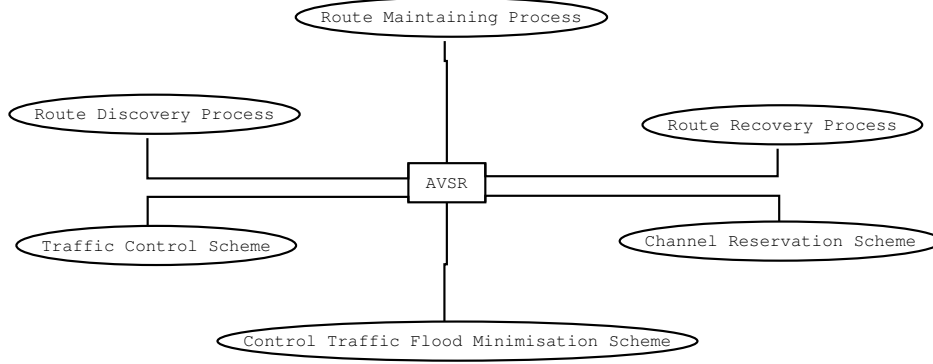 Route Maintaining Process
Route Discovery Process
Route Recovery Process
AVSR
Traffic Control Scheme
Channel Reservation Scheme
Control Traffic Flood Minimisation Scheme